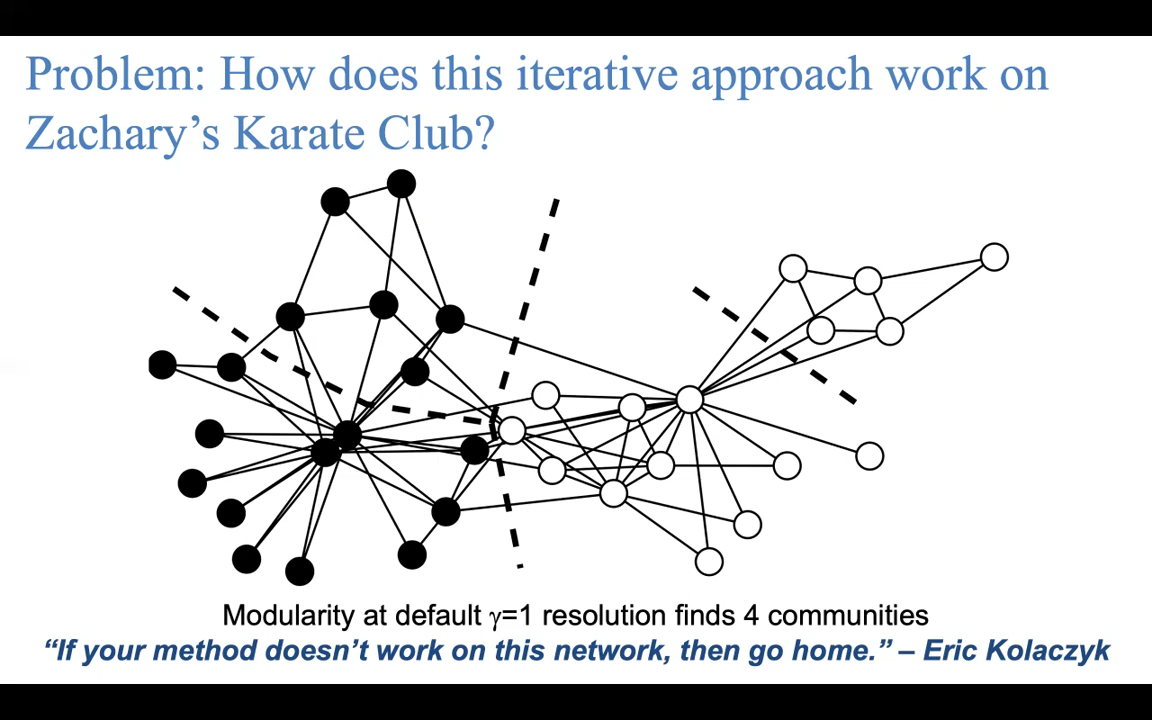 Problem: How does this iterative approach work on
Zachary’s Karate Club?
Modularity at default γ=1 resolution finds 4 communities
“If your method doesn’t work on this network, then go home.” – Eric Kolaczyk